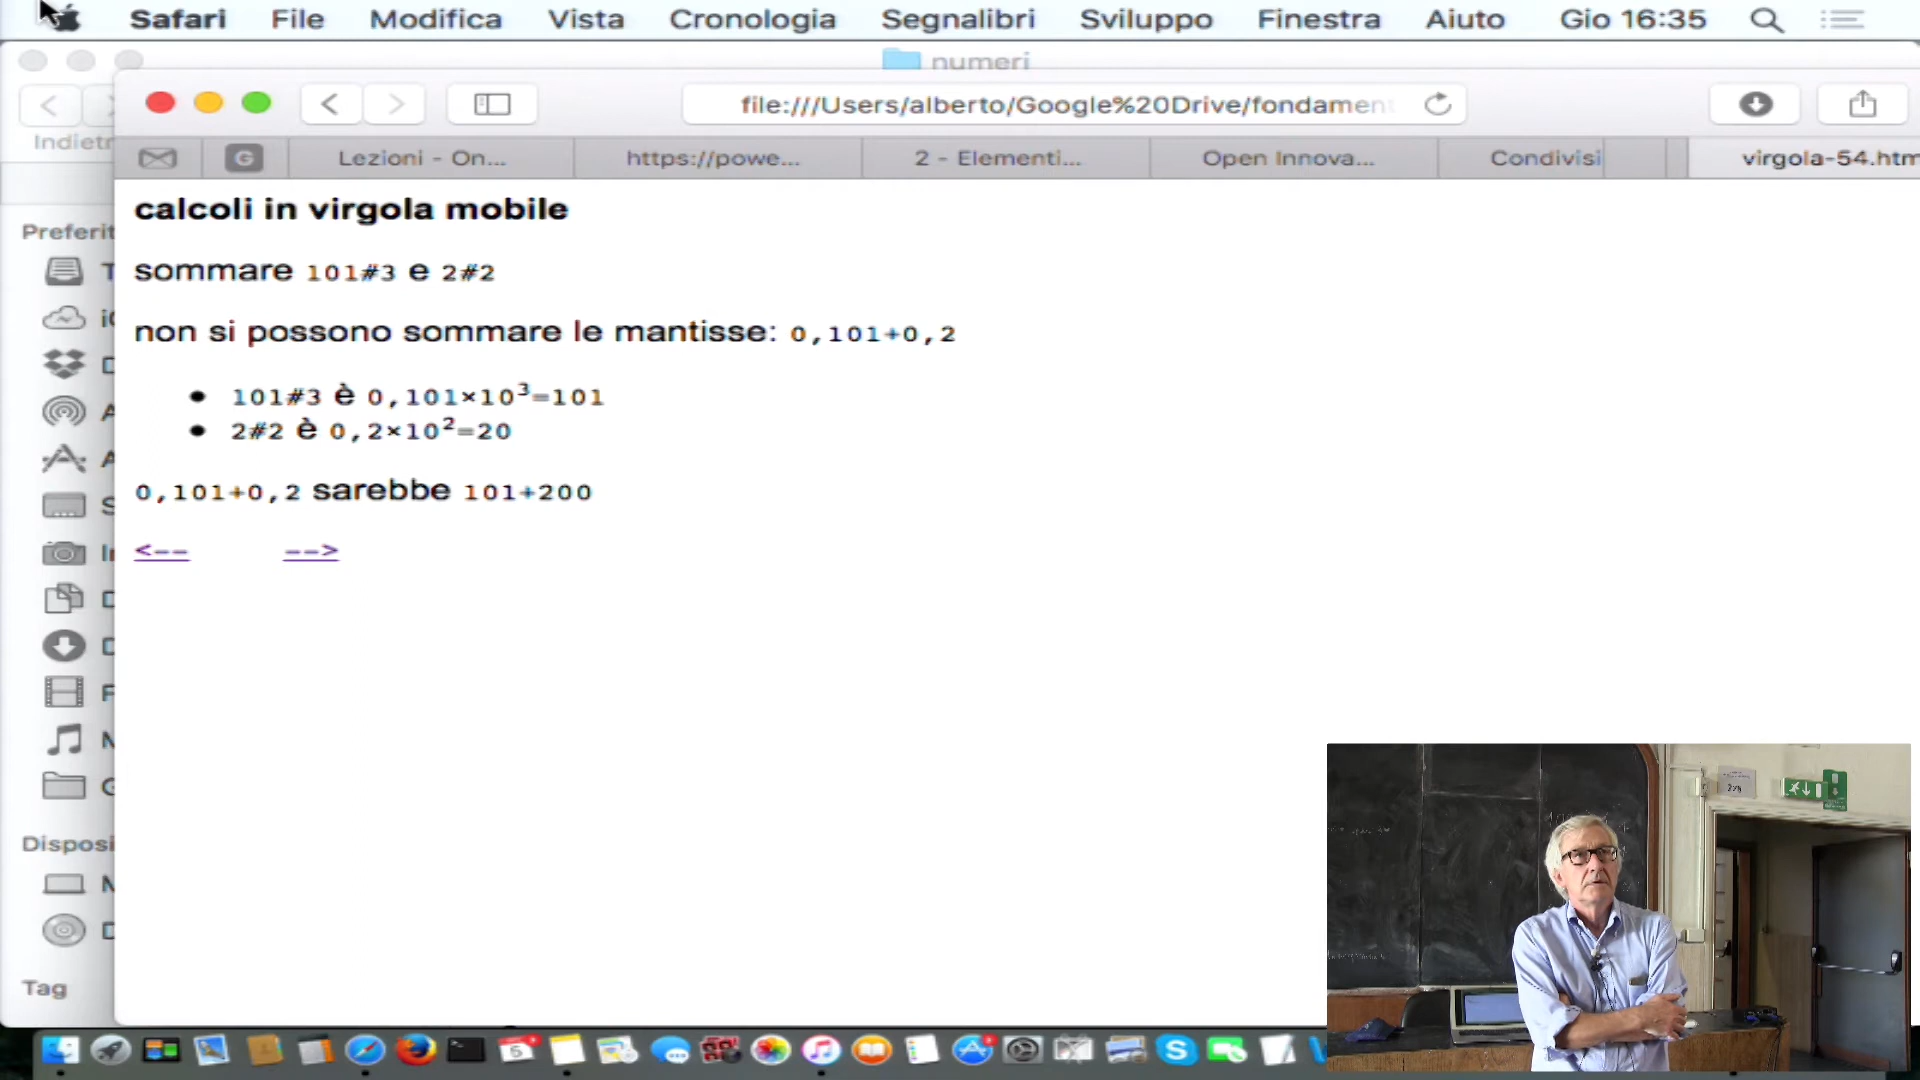 Safari File Modifica Vista Cronologia Segnalibri Sviluppo Finestra Aiuto Gio 16:35
numeri
file:///Users/alberto/Google%20Drive/fondament
Indietr
Lezioni - On... https://powe... 2 - Elementi... Open Innova... Condivisi virgola-54.htm
calcoli in virgola mobile
Preferit
sommare 101#3 e 2#2
non si possono sommare le mantisse: 0,101+0,2
101#3 è 0,101×10³=101
2#2 è 0,2×10²=20
0,101+0,2 sarebbe 101+200
<-- -->
Disposi
Tag